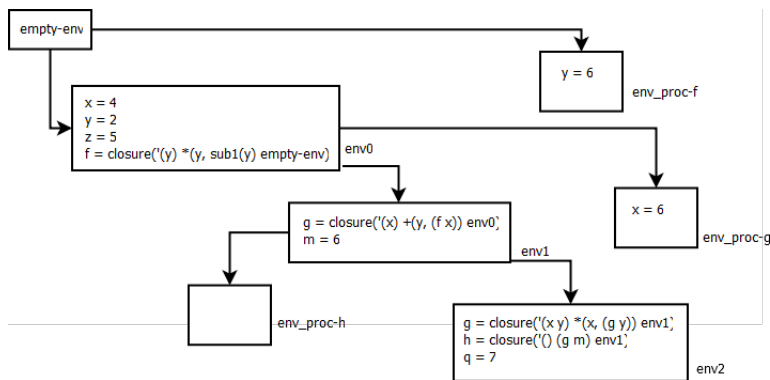 empty-env
y = 6
env_proc-f
x = 4
y = 2
z = 5
f = closure('(y) *(y, sub1(y) empty-env)
env0
x = 6
env_proc-g
g = closure('(x) +(y, (f x)) env0)
m = 6
env1
env_proc-h
g = closure('(x y) *(x, (g y)) env1)
h = closure('() (g m) env1)
q = 7
env2